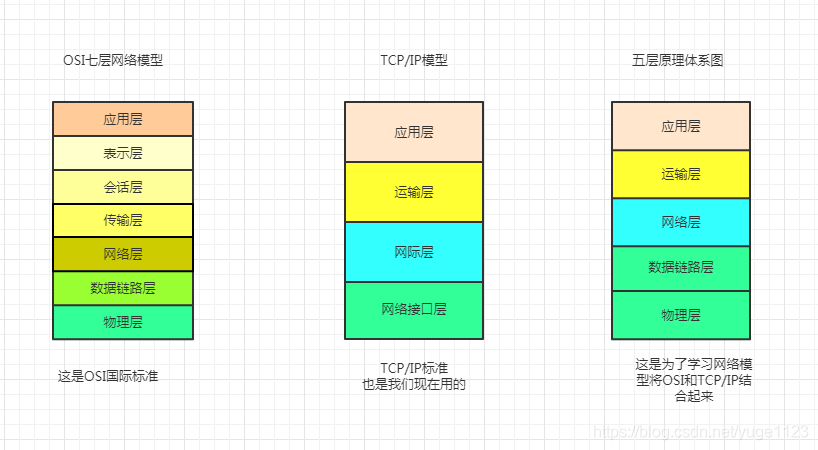 OSI七层网络模型
应用层
表示层
会话层
传输层
网络层
数据链路层
物理层
这是OSI国际标准
TCP/IP模型
应用层
运输层
网际层
网络接口层
TCP/IP标准
也是我们现在用的
五层原理体系图
应用层
运输层
网络层
数据链路层
物理层
这是为了学习网络模
型将OSI和TCP/IP结
合起来
https://blog.csdn.net/yuge1123